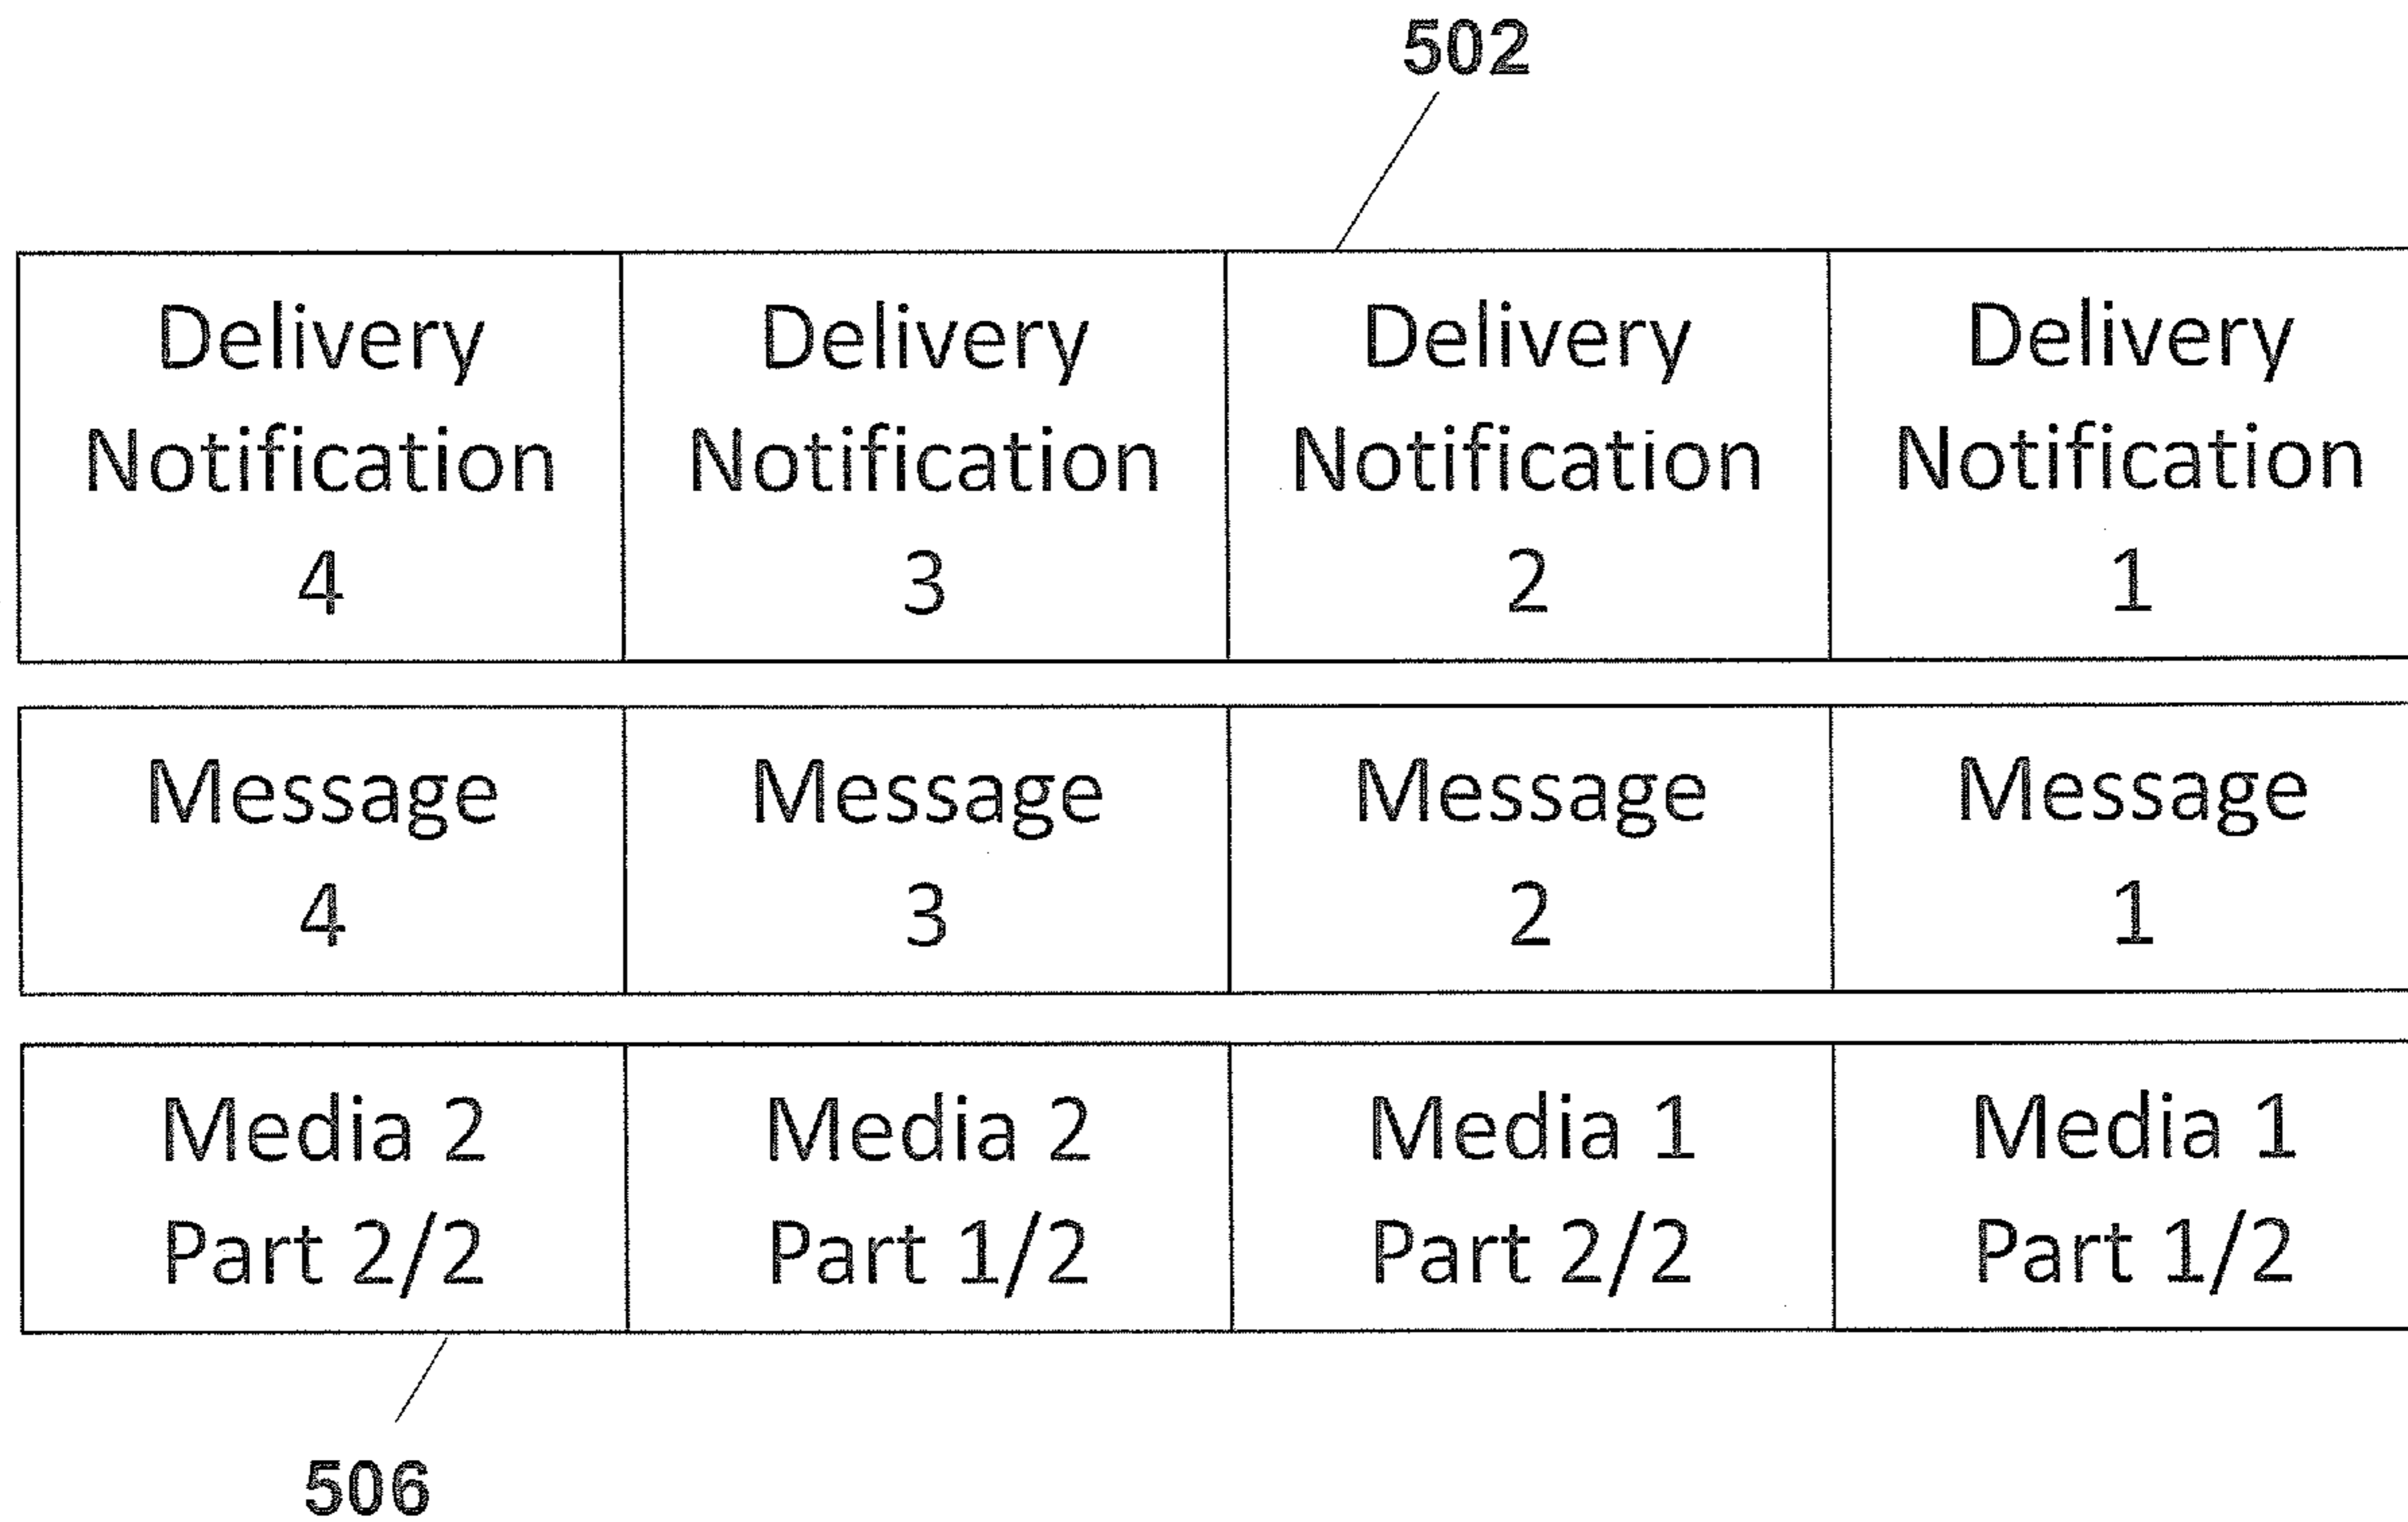 502
Delivery Notification 4
Delivery Notification 3
Delivery Notification 2
Delivery Notification 1
Message 4
Message 3
Message 2
Message 1
Media 2 Part 2/2
Media 2 Part 1/2
Media 1 Part 2/2
Media 1 Part 1/2
506